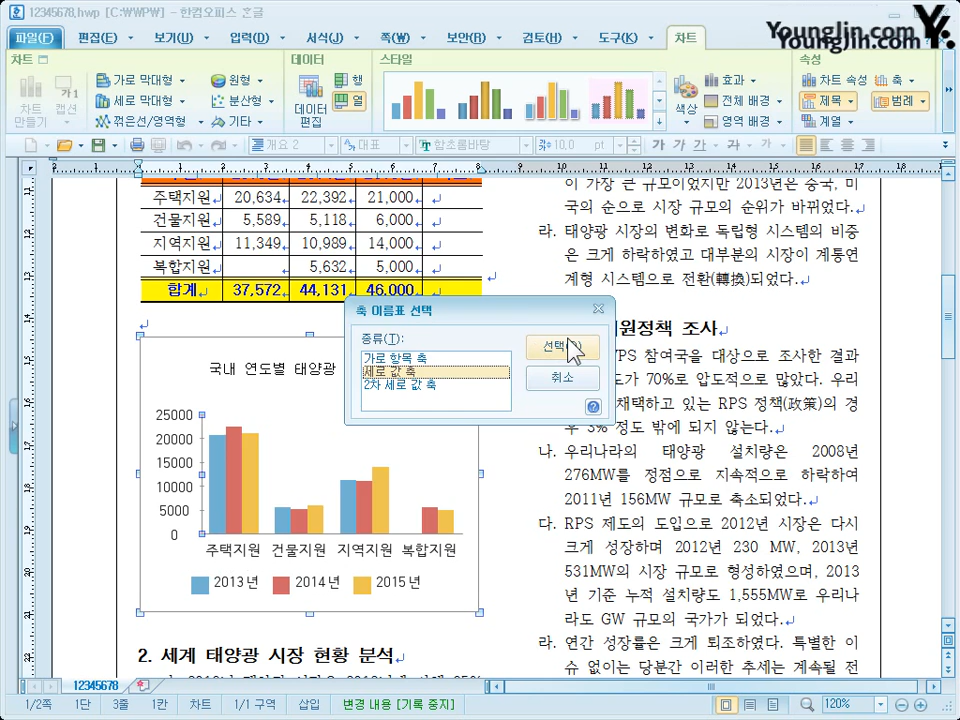 12345678.hwp [C:\WPW] - 한컴오피스 한글
YoungJin.com
파일(F) 편집(E) 보기(U) 입력(D) 서식(J) 쪽(W) 보안(R) 검토(H) 도구(K) 차트
차트 데이터 스타일 속성
차트 만들기 캡션 가로 막대형 세로 막대형 꺾은선/영역형 원형 분산형 기타
데이터 편집 행 열 색상 효과 전체 배경 영역 배경
차트 속성 축 제목 범례 계열
개요 2 대표 함초롬바탕 10.0 pt
주택지원 20,634 22,392 21,000
건물지원 5,589 5,118 6,000
지역지원 11,349 10,989 14,000
복합지원 5,632 5,000
합계 37,572 44,131 46,000
국내 연도별 태양광
25000
20000
15000
10000
5000
0
주택지원 건물지원 지역지원 복합지원
2013년 2014년 2015년
2. 세계 태양광 시장 현황 분석
축 이름표 선택
종류(T):
가로 항목 축
세로 값 축
2차 세로 값 축
취소
이 가장 큰 규모이었지만 2013년은 중국, 미
국의 순으로 시장 규모의 순위가 바뀌었다.
라. 태양광 시장의 변화로 독립형 시스템의 비중
은 크게 하락하였고 대부분의 시장이 계통연
계형 시스템으로 전환(轉換)되었다.
원정책 조사
VPS 참여국을 대상으로 조사한 결과
도가 70%로 압도적으로 많았다. 우리
채택하고 있는 RPS 정책(政策)의 경
우 3% 정도 밖에 되지 않는다.
나. 우리나라의 태양광 설치량은 2008년
276MW를 정점으로 지속적으로 하락하여
2011년 156MW 규모로 축소되었다.
다. RPS 제도의 도입으로 2012년 시장은 다시
크게 성장하며 2012년 230 MW, 2013년
531MW의 시장 규모로 형성하였으며, 2013
년 기준 누적 설치량도 1,555MW로 우리나
라도 GW 규모의 국가가 되었다.
라. 연간 성장률은 크게 퇴조하였다. 특별한 이
슈 없이는 당분간 이러한 추세는 계속될 전
12345678
1/2쪽 1단 3줄 1칸 차트 1/1 구역 삽입 변경 내용 [기록 중지] 120%